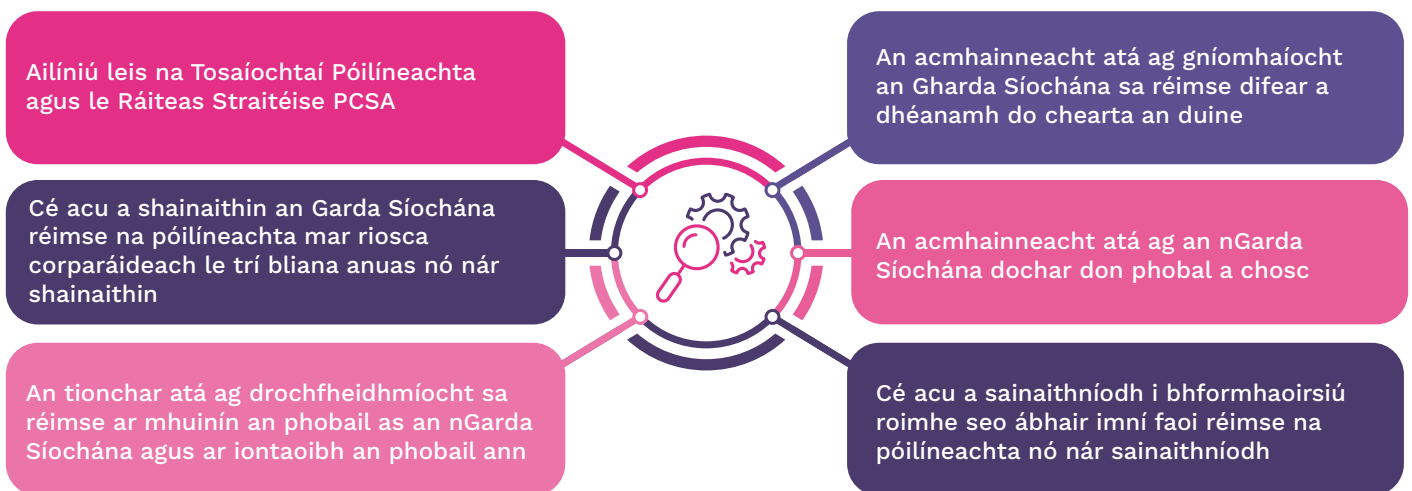 Ailíniú leis na Tosaíochtaí Póilíneachta
agus le Ráiteas Straitéise PCSA
Cé acu a shainaithin an Garda Síochána
réimse na póilíneachta mar riosca
corparáideach le trí bliana anuas nó nár
shainaithin
An tionchar atá ag drochfheidhmíocht sa
réimse ar mhuinín an phobail as an nGarda
Síochána agus ar iontaoibh an phobail ann
An acmhainneacht atá ag gníomhaíocht
an Gharda Síochána sa réimse difear a
dhéanamh do chearta an duine
An acmhainneacht atá ag an nGarda
Síochána dochar don phobal a chosc
Cé acu a sainaithníodh i bhformhaoirsiú
roimhe seo ábhair imní faoi réimse na
póilíneachta nó nár sainaithníodh